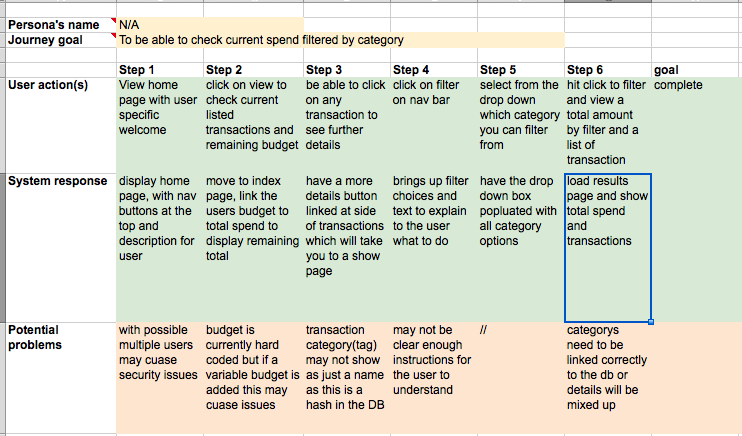 Persona's name N/A
Journey goal To be able to check current spend filtered by category
Step 1 Step 2 Step 3 Step 4 Step 5 Step 6 goal
User action(s)
View home
page with user
specific
welcome
click on view to
check current
listed
transactions and
remaining budget
be able to click
on any
transaction to
see further
details
click on filter
on nav bar
select from the
drop down
which category
you can filter
from
hit click to filter
and view a
total amount
by filter and a
list of
transaction
complete
System response
display home
page, with nav
buttons at the
top and
description for
user
move to index
page, link the
users budget to
total spend to
display remaining
total
have a more
details button
linked at side
of transactions
which will take
you to a show
page
brings up filter
choices and
text to explain
to the user
what to do
have the drop
down box
popluated with
all category
options
load results
page and show
total spend
and
transactions
Potential
problems
with possible
multiple users
may cuase
security issues
budget is
currently hard
coded but if a
variable budget is
added this may
cuase issues
transaction
category(tag)
may not show
as just a name
as this is a
hash in the DB
may not be
clear enough
instructions for
the user to
understand
//
categorys
need to be
linked correctly
to the db or
details will be
mixed up